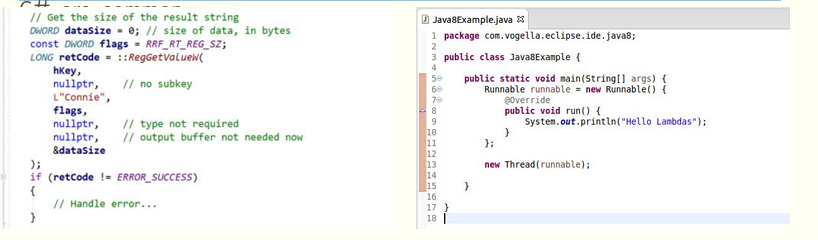 C# are common
// Get the size of the result string
DWORD dataSize = 0; // size of data, in bytes
const DWORD flags = RRF_RT_REG_SZ;
LONG retCode = ::RegGetValueW(
hKey,
nullptr,    // no subkey
L"Connie",
flags,
nullptr,    // type not required
nullptr,    // output buffer not needed now
&dataSize
);
if (retCode != ERROR_SUCCESS)
{
// Handle error...
}
Java8Example.java
1 package com.vogella.eclipse.ide.java8;
2
3 public class Java8Example {
4
5 public static void main(String[] args) {
6 Runnable runnable = new Runnable() {
7 @Override
8 public void run() {
9 System.out.println("Hello Lambdas");
10 }
11 };
12
13 new Thread(runnable);
14
15 }
16
17 }
18